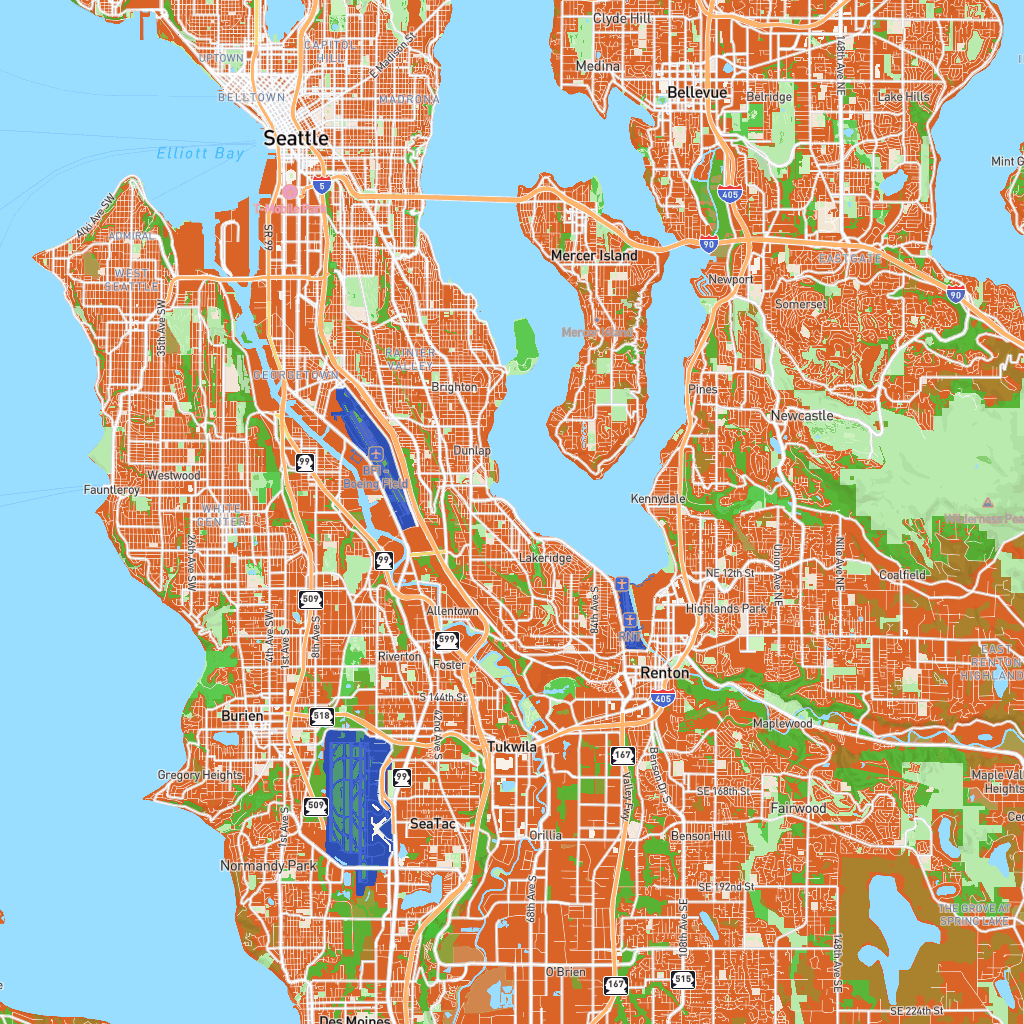 Clyde Hill
CAPITOL
HILL
E Madison St
UPTOWN
148th Ave NE
Medina
BELLTOWN
MADRONA
Bellevue
Belridge
Lake Hills
Seattle
Elliott Bay
Mint G
5
405
Alki Ave SW
SR 99
ADMIRAL
90
Mercer Island
EASTGATE
WEST
SEATTLE
Newport
90
Somerset
35th Ave SW
RAINIER
VALLEY
GEORGETOWN
Brighton
Pines
Newcastle
Dunlap
99
BFI -
Boeing Field
Westwood
Fauntleroy
Kennydale
WHITE
CENTER
Wilderness Pea
26th Ave SW
99
Lakeridge
NE 12th St
Union Ave NE
Nile Ave NE
Coalfield
509
84th Ave S
Allentown
Highlands Park
4th Ave SW
1st Ave S
8th Ave S
599
RNT
Riverton
Foster
EAST
RENTON
HIGHLAND
Renton
S 144th St
405
518
Burien
42nd Ave S
Maplewood
Tukwila
167
Benson Dr S
Gregory Heights
99
Maple Val
Heights
SE 168th St
Valley Fwy
509
1st Ave S
Fairwood
Ced
SeaTac
Orillia
Benson Hill
Normandy Park
SE 192nd St
68th Ave S
108th Ave SE
THE GROVE AT
SPRING LAKE
148th Ave SE
O'Brien
515
167
SE 224th St
Des Moines